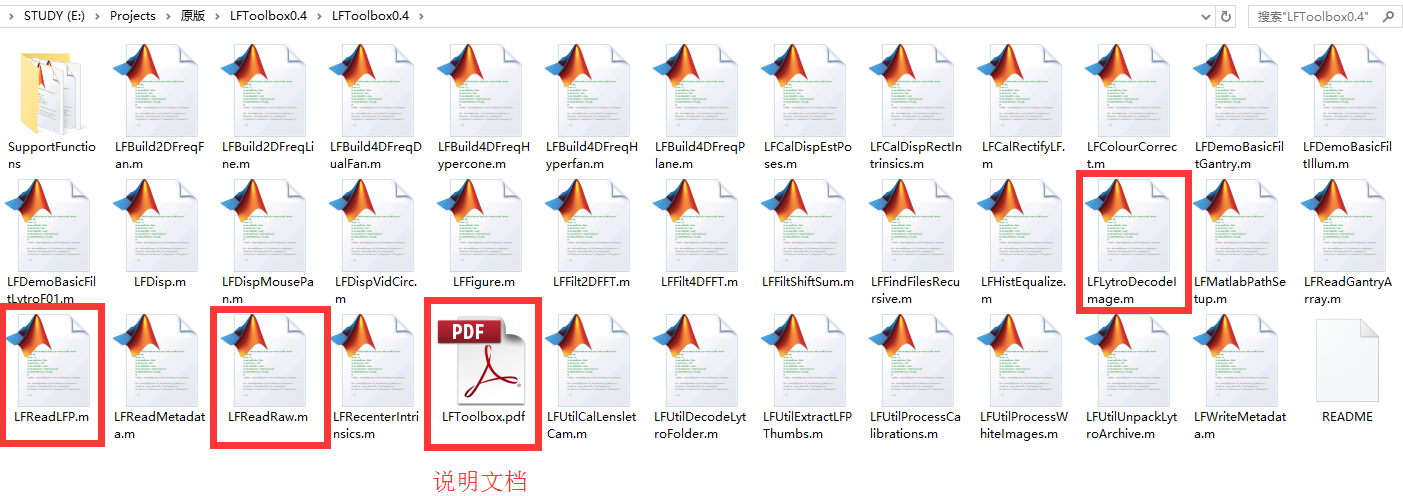 STUDY (E:) > Projects > 原版 > LFToolbox0.4 > LFToolbox0.4 >
搜索"LFToolbox0.4"
SupportFunctions
LFBuild2DFreqFan.m
LFBuild2DFreqLine.m
LFBuild4DFreqDualFan.m
LFBuild4DFreqHypercone.m
LFBuild4DFreqHyperfan.m
LFBuild4DFreqPlane.m
LFCalDispEstPoses.m
LFCalDispRectIntrinsics.m
LFCalRectifyLF.m
LFColourCorrect.m
LFDemoBasicFiltGantry.m
LFDemoBasicFiltIllum.m
LFDemoBasicFiltLytroF01.m
LFDisp.m
LFDispMousePan.m
LFDispVidCirc.m
LFFigure.m
LFFilt2DFFT.m
LFFilt4DFFT.m
LFFiltShiftSum.m
LFFindFilesRecursive.m
LFHistEqualize.m
LFLytroDecodeImage.m
LFMatlabPathSetup.m
LFReadGantryArray.m
LFReadLFP.m
LFReadMetadata.m
LFReadRaw.m
LFRecenterIntrinsics.m
PDF
LFToolbox.pdf
LFUtilCalLensletCam.m
LFUtilDecodeLytroFolder.m
LFUtilExtractLFPThumbs.m
LFUtilProcessCalibrations.m
LFUtilProcessWhiteImages.m
LFUtilUnpackLytroArchive.m
LFWriteMetadata.m
README
说明文档